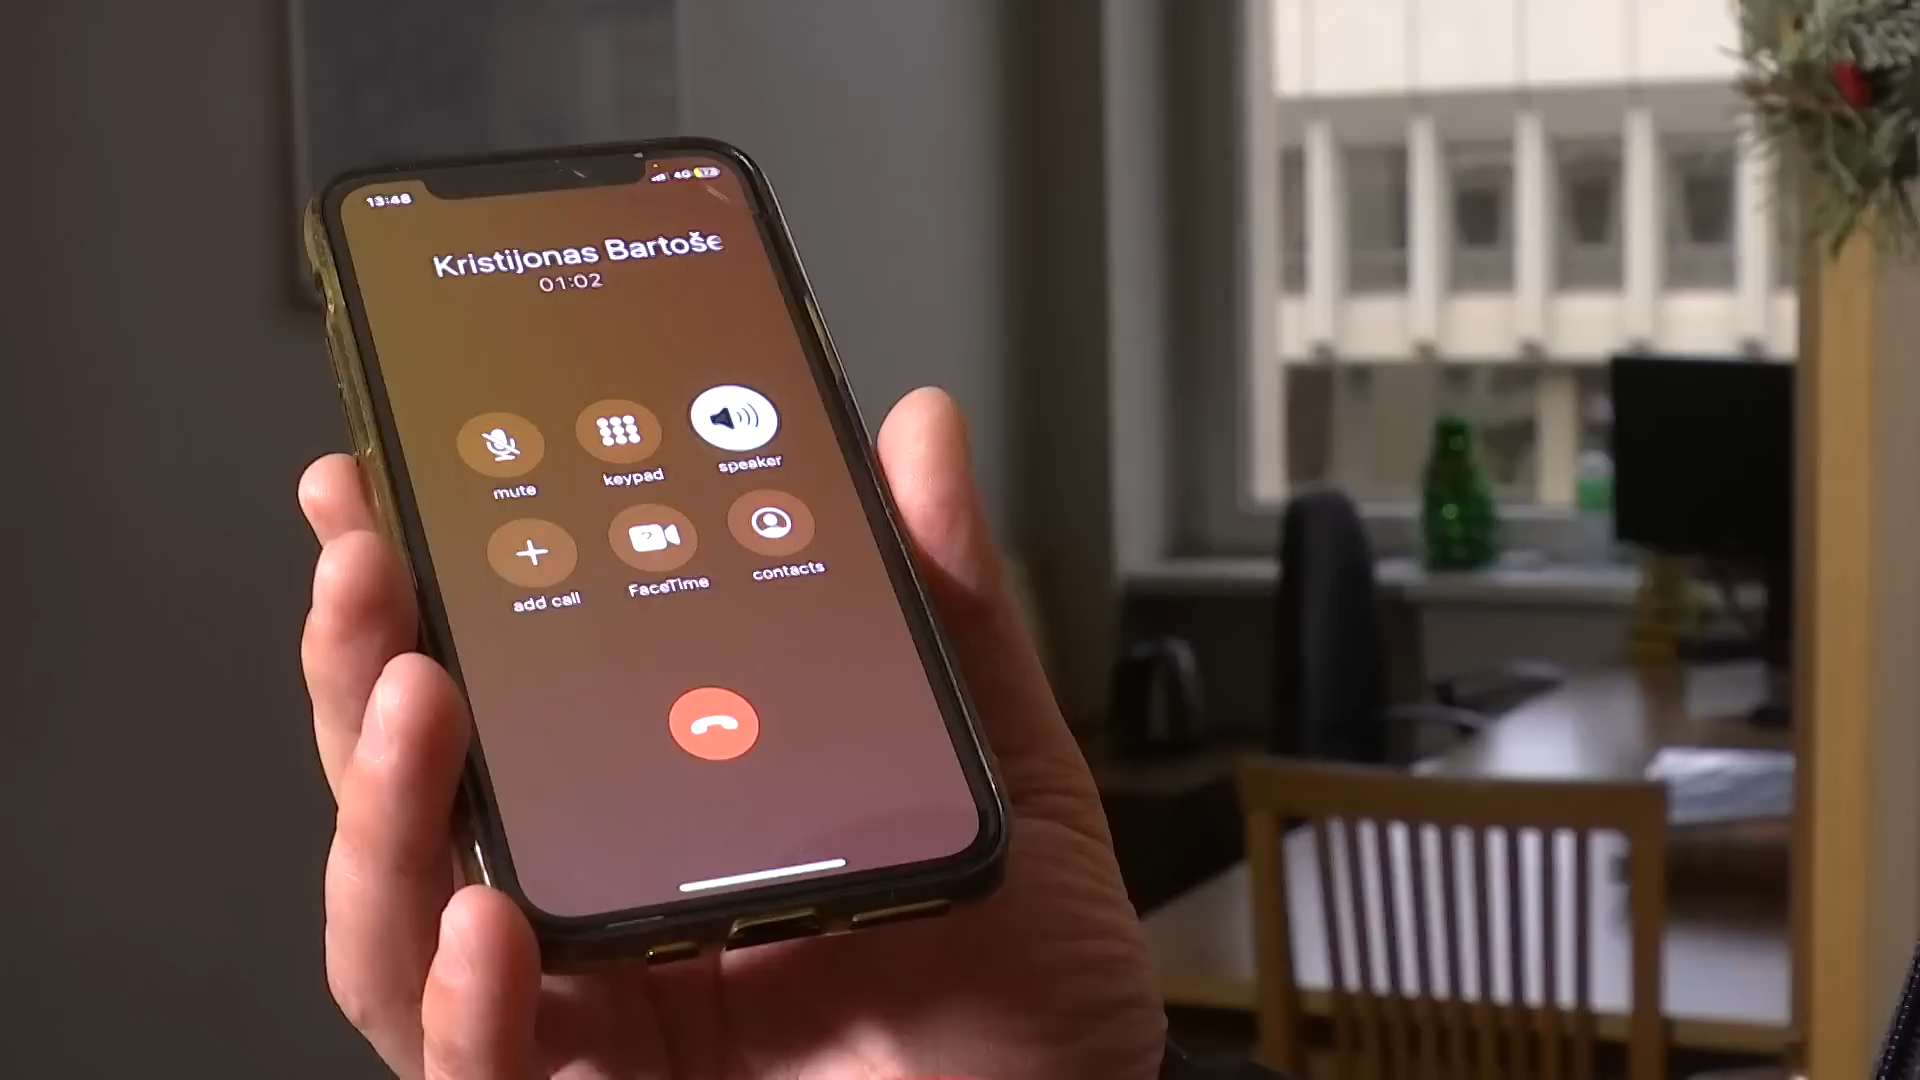 13:48
4G
Kristijonas Bartoše
01:02
mute
keypad
speaker
add call
FaceTime
contacts